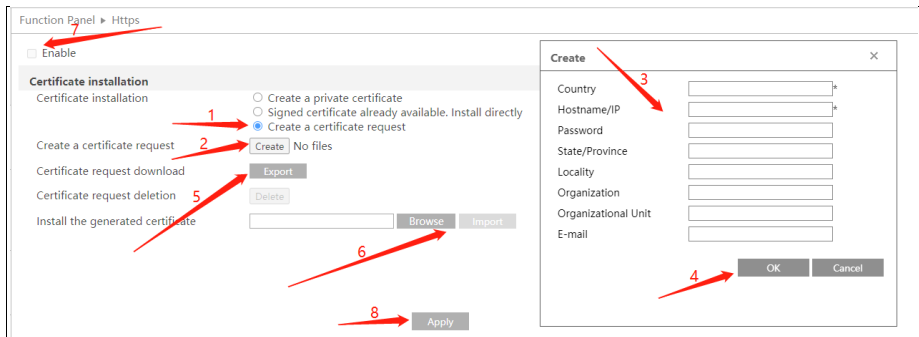 Function Panel ▸ Https
7
Enable
Certificate installation
Certificate installation
Create a private certificate
Signed certificate already available. Install directly
1
Create a certificate request
Create a certificate request
2
Create No files
Certificate request download
Export
5
Certificate request deletion
Delete
Install the generated certificate
Browse
Import
6
8
Apply
Create
×
3
Country
*
Hostname/IP
*
Password
State/Province
Locality
Organization
Organizational Unit
E-mail
4
OK
Cancel